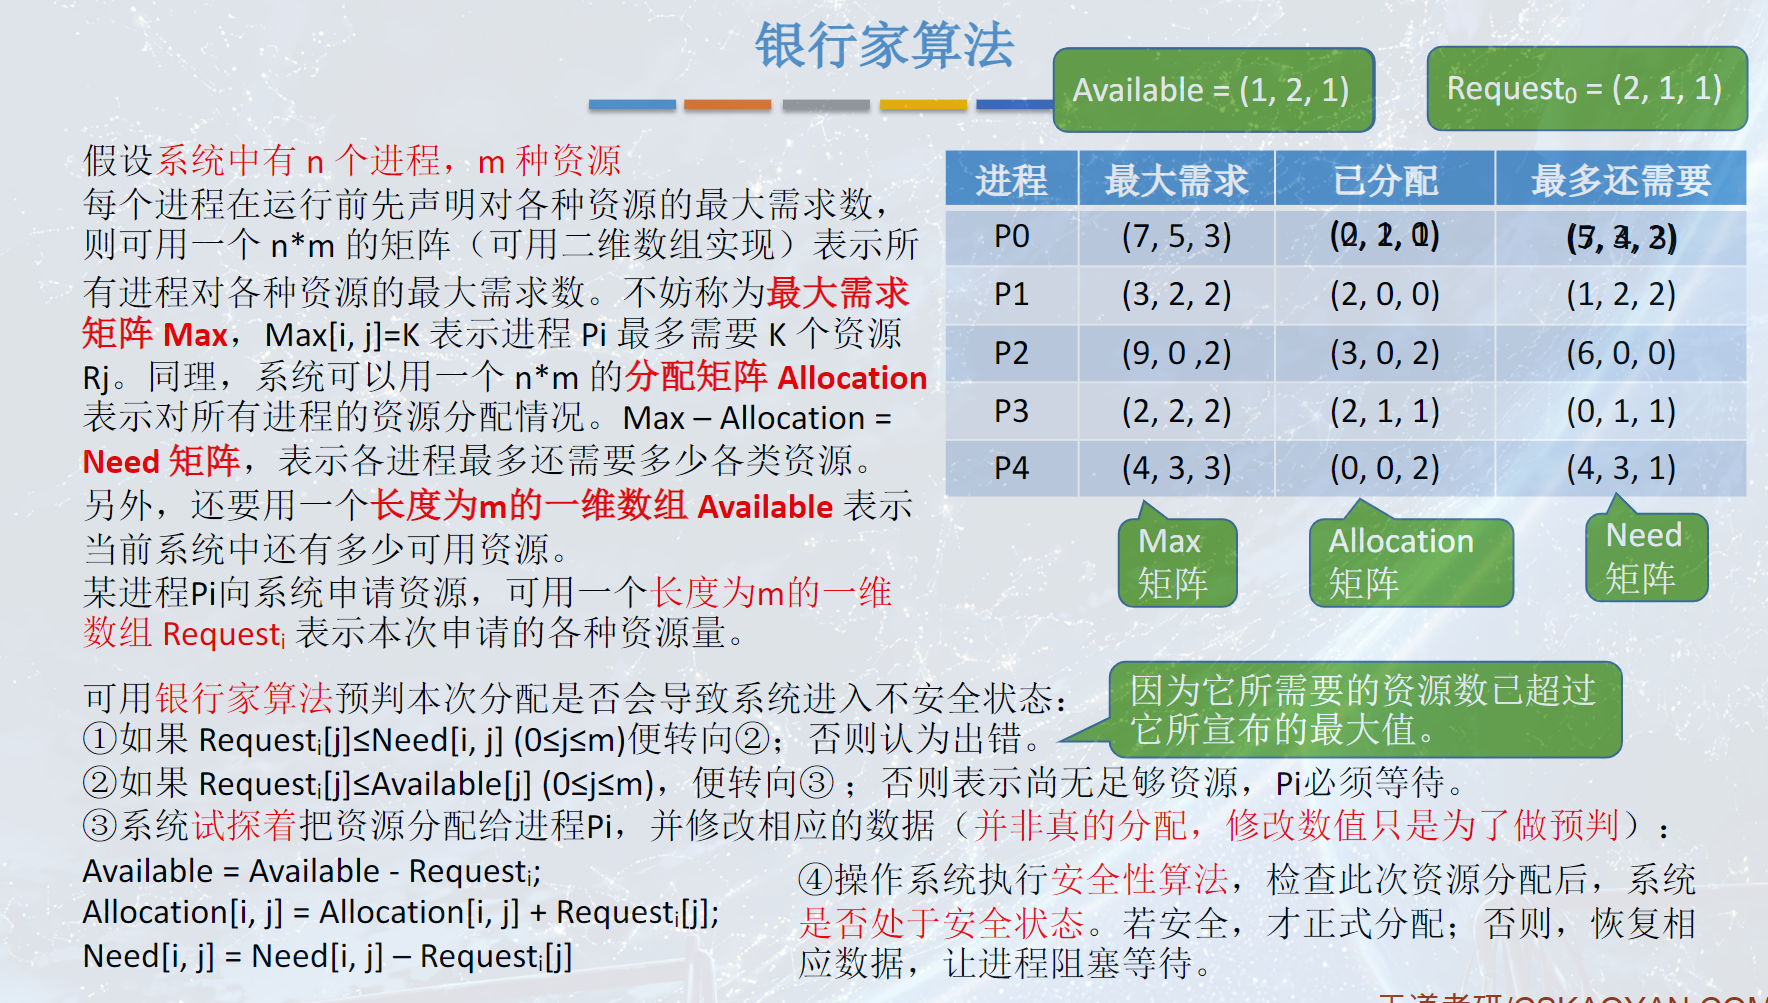 银行家算法
Available = (1, 2, 1)
Request₀ = (2, 1, 1)
假设系统中有 n 个进程，m 种资源
每个进程在运行前先声明对各种资源的最大需求数，
则可用一个 n*m 的矩阵（可用二维数组实现）表示所
有进程对各种资源的最大需求数。不妨称为最大需求
矩阵 Max，Max[i, j]=K 表示进程 Pi 最多需要 K 个资源
Rj。同理，系统可以用一个 n*m 的分配矩阵 Allocation
表示对所有进程的资源分配情况。Max – Allocation =
Need 矩阵，表示各进程最多还需要多少各类资源。
另外，还要用一个长度为m的一维数组 Available 表示
当前系统中还有多少可用资源。
某进程Pi向系统申请资源，可用一个长度为m的一维
数组 Requestᵢ 表示本次申请的各种资源量。
进程 最大需求 已分配 最多还需要
P0 (7, 5, 3)
P1 (3, 2, 2) (2, 0, 0) (1, 2, 2)
P2 (9, 0 ,2) (3, 0, 2) (6, 0, 0)
P3 (2, 2, 2) (2, 1, 1) (0, 1, 1)
P4 (4, 3, 3) (0, 0, 2) (4, 3, 1)
Max
矩阵
Allocation
矩阵
Need
矩阵
可用银行家算法预判本次分配是否会导致系统进入不安全状态：
①如果 Requestᵢ[j]≤Need[i, j] (0≤j≤m)便转向②；否则认为出错。
因为它所需要的资源数已超过
它所宣布的最大值。
②如果 Requestᵢ[j]≤Available[j] (0≤j≤m)，便转向③ ；否则表示尚无足够资源，Pi必须等待。
③系统试探着把资源分配给进程Pi，并修改相应的数据（并非真的分配，修改数值只是为了做预判）：
Available = Available - Requestᵢ;
Allocation[i, j] = Allocation[i, j] + Requestᵢ[j];
Need[i, j] = Need[i, j] – Requestᵢ[j]
④操作系统执行安全性算法，检查此次资源分配后，系统
是否处于安全状态。若安全，才正式分配；否则，恢复相
应数据，让进程阻塞等待。